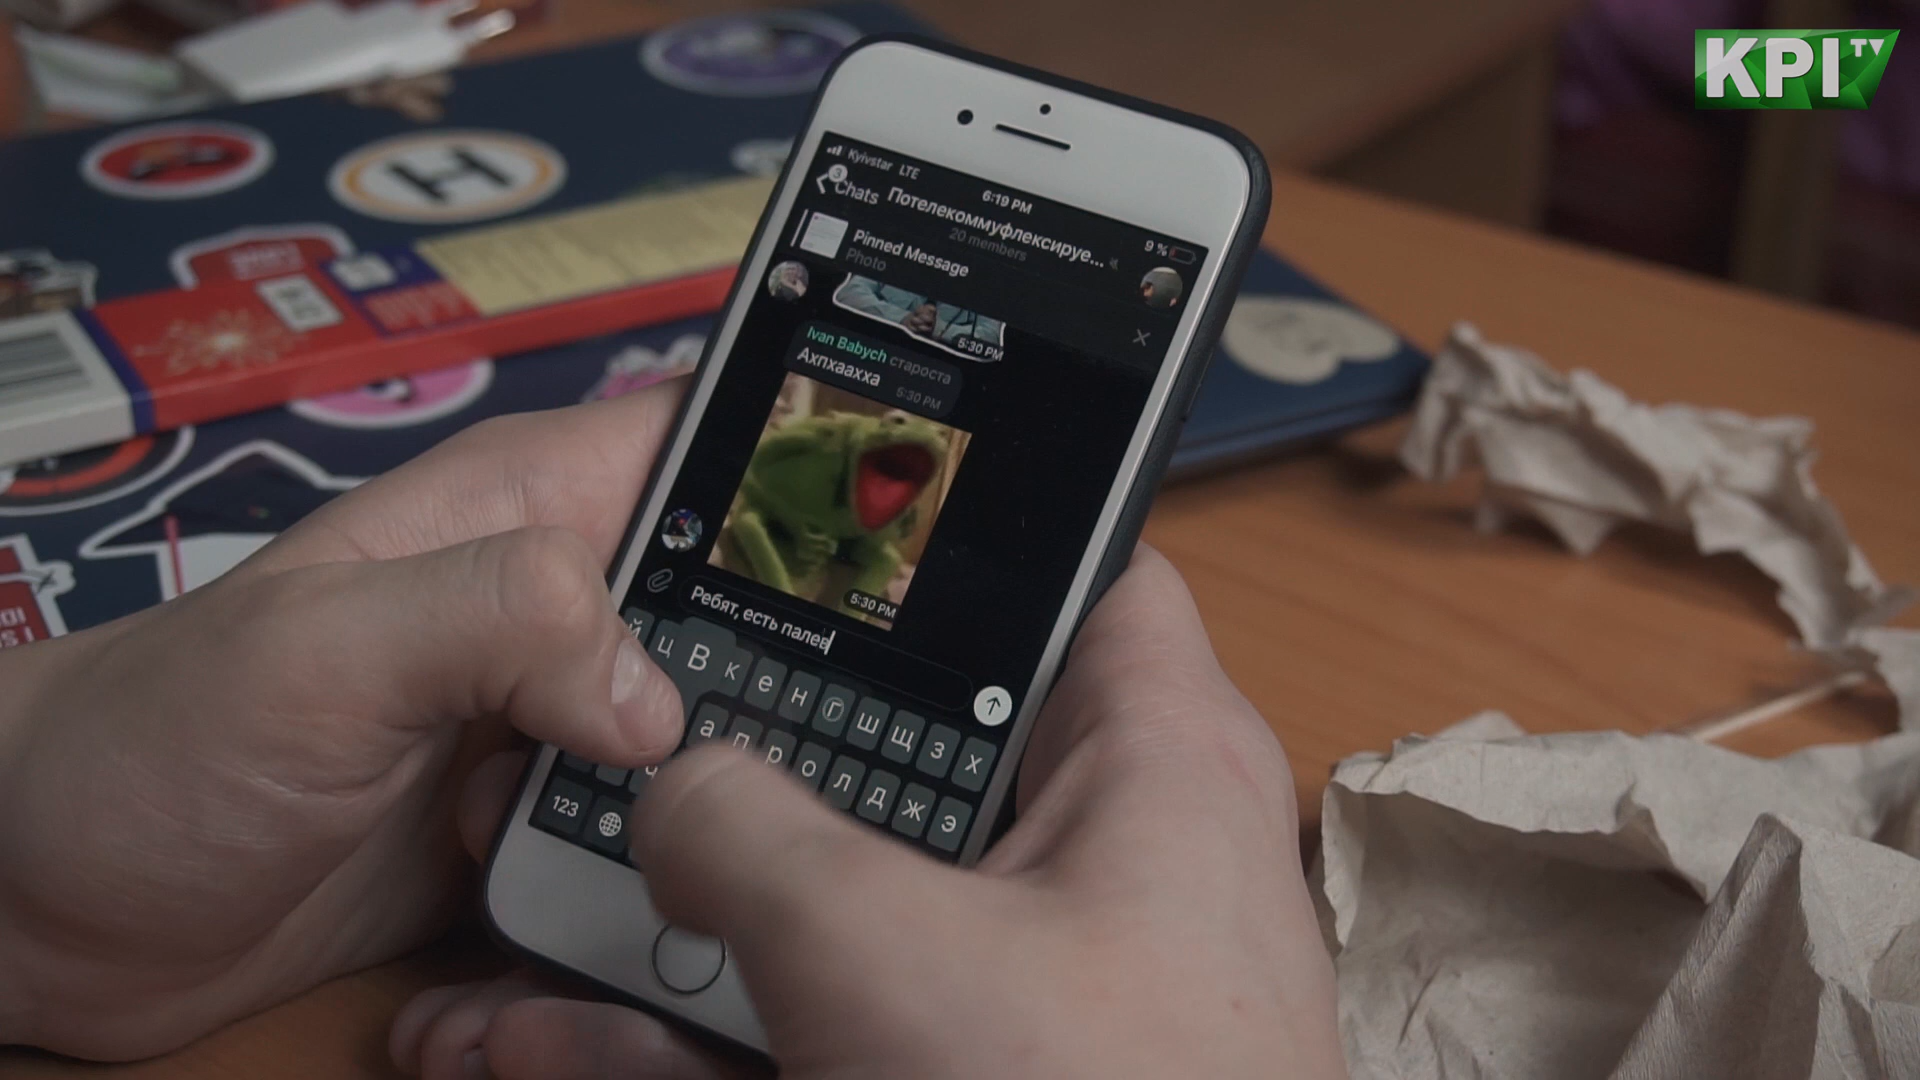 KPI TV
Kyivstar LTE
6:19 PM
9 %
3
Chats
Потелекоммуфлексируе...
20 members
Pinned Message
Photo
5:30 PM
Ivan Babych староста
Ахпхаахха
5:30 PM
5:30 PM
Ребят, есть палев
й ц В к е н г ш щ з х
а п р о л д ж э
ч
123
H